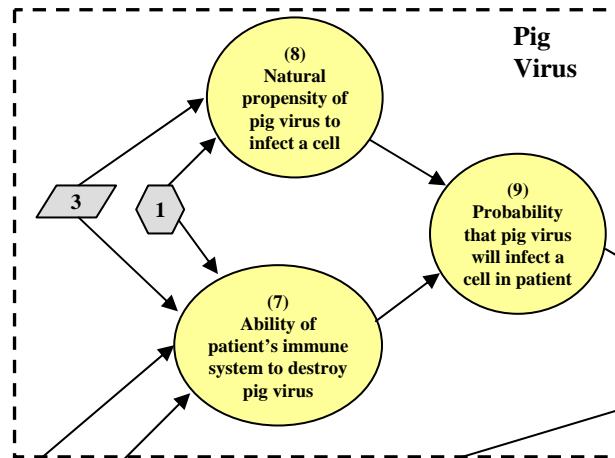 Pig
Virus
(8)
Natural
propensity of
pig virus to
infect a cell
3
1
(9)
Probability
that pig virus
will infect a
cell in patient
(7)
Ability of
patient's immune
system to destroy
pig virus